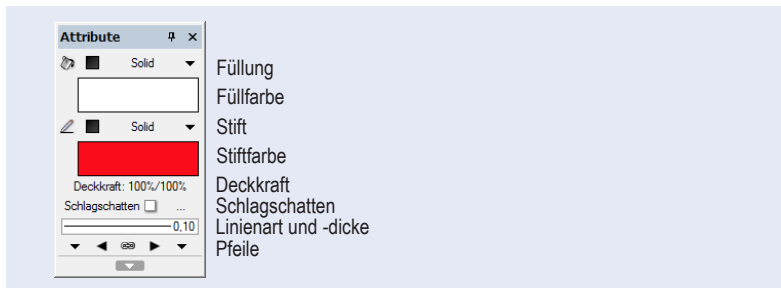 Attribute
Solid Füllung
Füllfarbe
Solid Stift
Stiftfarbe
Deckkraft: 100%/100% Deckkraft
Schlagschatten ... Schlagschatten
0,10 Linienart und -dicke
Pfeile